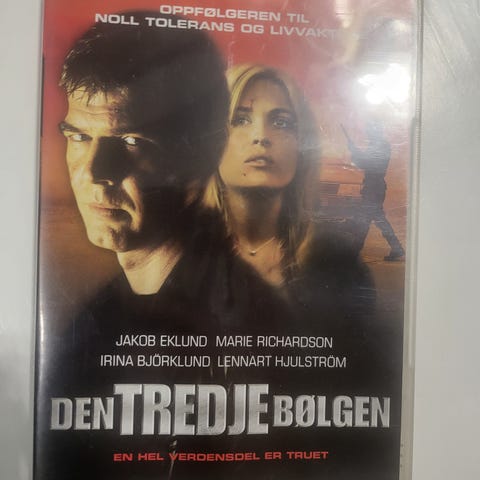 OPPFØLGEREN TIL
NOLL TOLERANS OG LIVVAKT
JAKOB EKLUND MARIE RICHARDSON
IRINA BJÖRKLUND LENNART HJULSTRÖM
DEN TREDJE BØLGEN
EN HEL VERDENSDEL ER TRUET